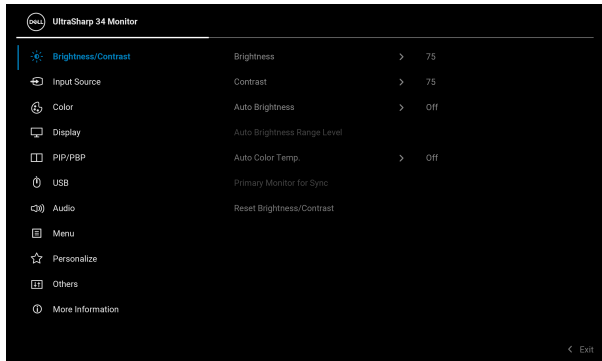 DELL UltraSharp 34 Monitor
Brightness/Contrast Brightness > 75
Input Source Contrast > 75
Color Auto Brightness > Off
Display Auto Brightness Range Level
PIP/PBP Auto Color Temp. > Off
USB Primary Monitor for Sync
Audio Reset Brightness/Contrast
Menu
Personalize
Others
More Information
< Exit